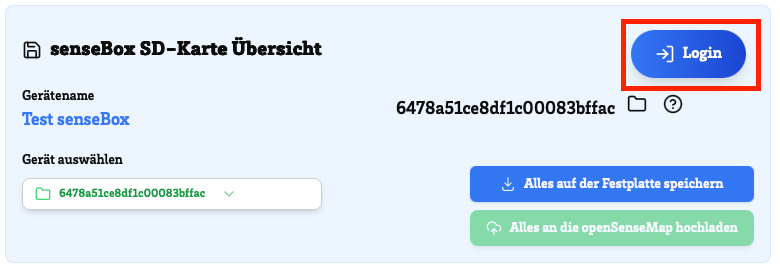 senseBox SD-Karte Übersicht
Login
Gerätename
Test senseBox
6478a51ce8df1c00083bffac
Gerät auswählen
6478a51ce8df1c00083bffac
Alles auf der Festplatte speichern
Alles an die openSenseMap hochladen